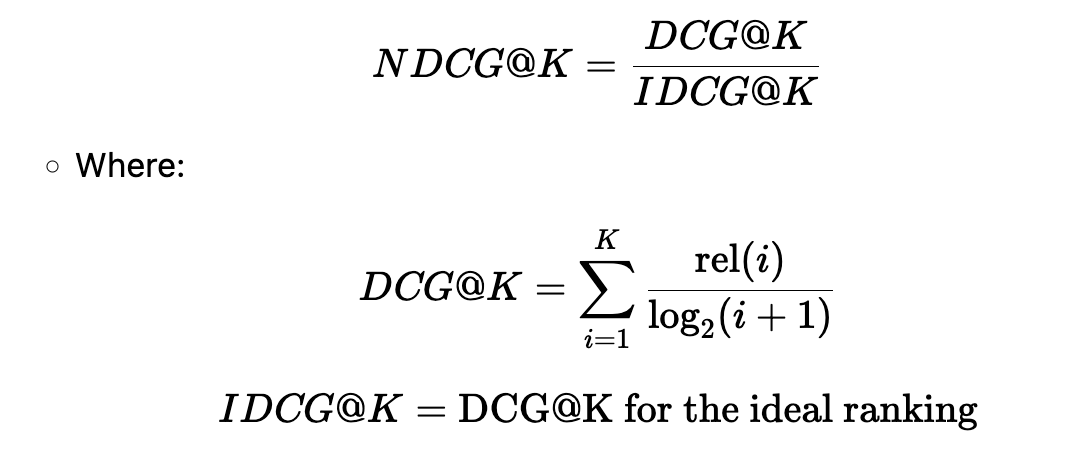 NDCG@K = DCG@K / IDCG@K
◦ Where:
DCG@K = ∑_{i=1}^{K} rel(i) / log₂(i + 1)
IDCG@K = DCG@K for the ideal ranking